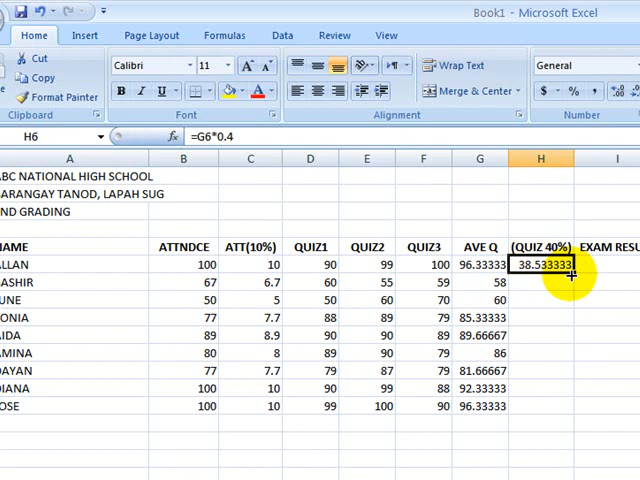 Book1 - Microsoft Excel
Home Insert Page Layout Formulas Data Review View
Cut
Copy
Format Painter
Clipboard
Calibri 11 A A
B I U A
Font
Wrap Text
Merge & Center
Alignment
General
$ % ,
Number
H6 fx =G6*0.4
A B C D E F G H I
ABC NATIONAL HIGH SCHOOL
BARANGAY TANOD, LAPAH SUG
ND GRADING
NAME ATTNDCE ATT(10%) QUIZ1 QUIZ2 QUIZ3 AVE Q (QUIZ 40%) EXAM RESU
ALLAN 100 10 90 99 100 96.33333 38.533333
BASHIR 67 6.7 60 55 59 58
UNE 50 5 50 60 70 60
ONIA 77 7.7 88 89 79 85.33333
AIDA 89 8.9 90 90 89 89.66667
AMINA 80 8 89 90 79 86
DAYAN 77 7.7 79 87 79 81.66667
DIANA 100 10 90 99 88 92.33333
OSE 100 10 99 100 90 96.33333